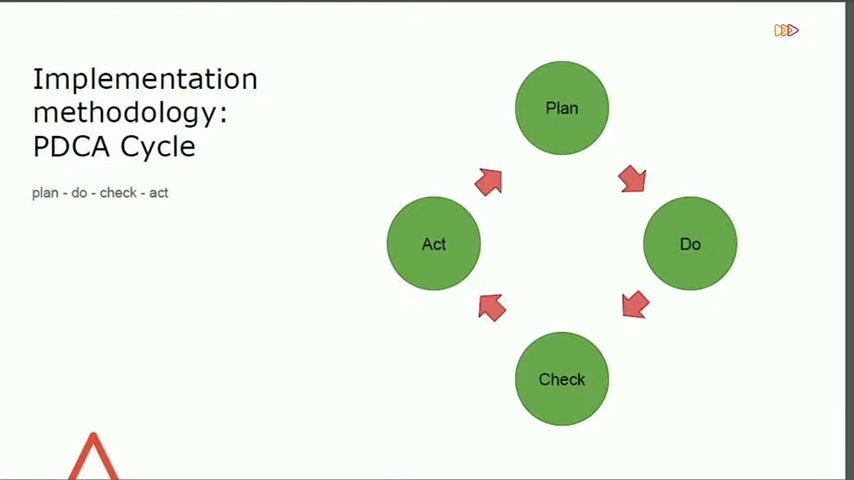 Implementation
methodology:
PDCA Cycle
plan - do - check - act
Plan
Act
Do
Check